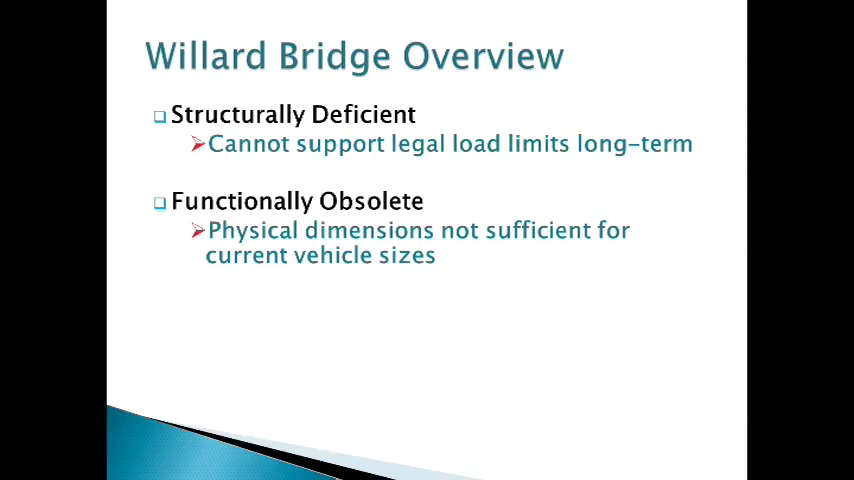 Willard Bridge Overview
Structurally Deficient
Cannot support legal load limits long-term
Functionally Obsolete
Physical dimensions not sufficient for
current vehicle sizes